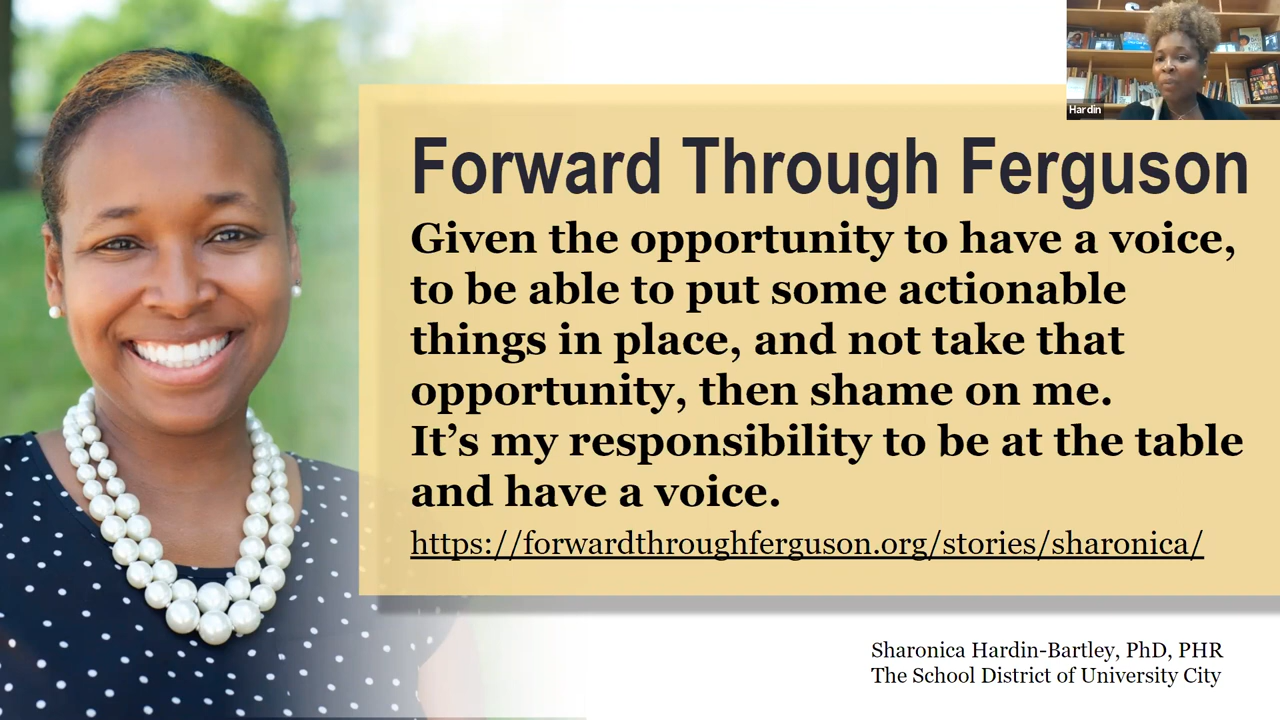 Hardin
Forward Through Ferguson
Given the opportunity to have a voice,
to be able to put some actionable
things in place, and not take that
opportunity, then shame on me.
It’s my responsibility to be at the table
and have a voice.
https://forwardthroughferguson.org/stories/sharonica/
Sharonica Hardin-Bartley, PhD, PHR
The School District of University City